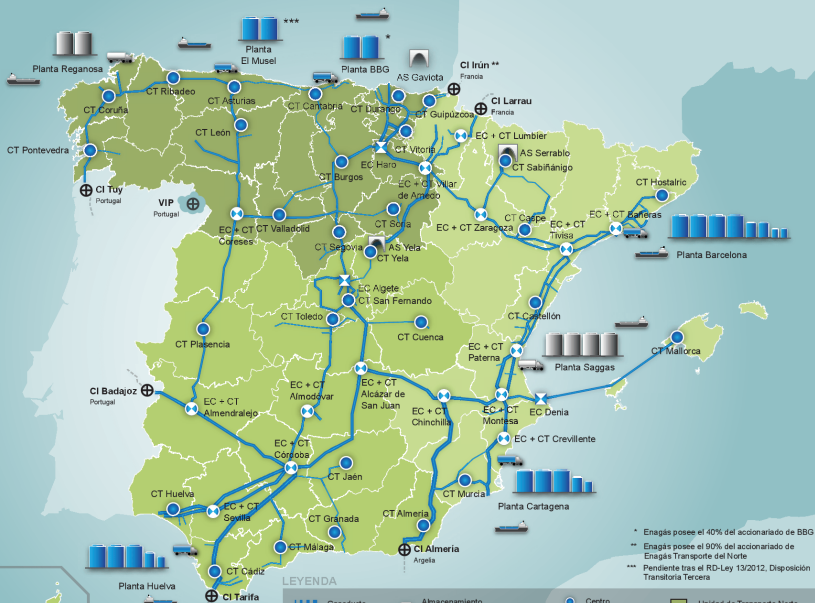 Planta Reganosa
Planta
El Musel
***
Planta BBG
*
AS Gaviota
CI Irún **
Francia
CI Larrau
Francia
CT Ribadeo
CT Asturias
CT Cantabria
CT Durango
CT Guipúzcoa
CT Coruña
CT León
CT Vitoria
EC + CT Lumbier
AS Serrablo
CT Sabiñánigo
CT Pontevedra
EC Haro
CT Burgos
EC + CT Villar
de Arnedo
CT Hostalric
CI Tuy
Portugal
VIP
Portugal
EC + CT
Coreses
CT Valladolid
CT Soria
EC + CT Zaragoza
CT Caspe
EC + CT
Tivisa
EC + CT Bañeras
Planta Barcelona
CT Segovia
AS Yela
CT Yela
EC Algete
CT San Fernando
CT Toledo
CT Cuenca
CT Castellón
CT Plasencia
EC + CT
Paterna
Planta Saggas
CT Mallorca
CI Badajoz
Portugal
EC + CT
Almendralejo
EC + CT
Almodóvar
EC + CT
Alcázar de
San Juan
EC + CT
Chinchilla
EC + CT
Montesa
EC Denia
EC + CT Crevillente
EC + CT
Córdoba
CT Jaén
CT Murcia
Planta Cartagena
CT Huelva
EC + CT
Sevilla
CT Granada
CT Almería
CT Málaga
CI Almería
Argelia
Planta Huelva
CT Cádiz
CI Tarifa
* Enagás posee el 40% del accionariado de BBG
** Enagás posee el 90% del accionariado de
Enagás Transporte del Norte
*** Pendiente tras el RD-Ley 13/2012, Disposición
Transitoria Tercera
LEYENDA